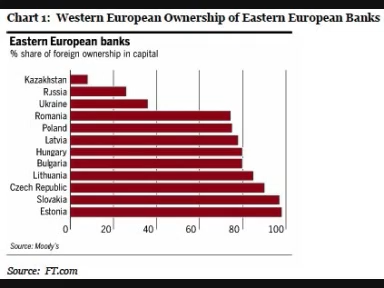 Chart 1: Western European Ownership of Eastern European Banks
Eastern European banks
% share of foreign ownership in capital
Kazakhstan
Russia
Ukraine
Romania
Poland
Latvia
Hungary
Bulgaria
Lithuania
Czech Republic
Slovakia
Estonia
0 20 40 60 80 100
Source: Moody's
Source: FT.com